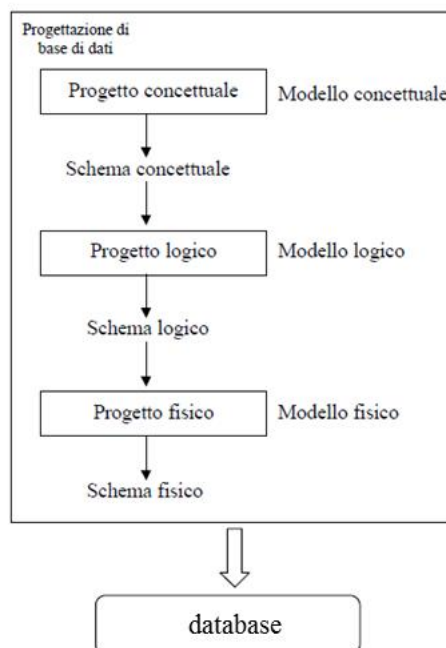 Progettazione di
base di dati
Progetto concettuale
Modello concettuale
Schema concettuale
Progetto logico
Modello logico
Schema logico
Progetto fisico
Modello fisico
Schema fisico
database